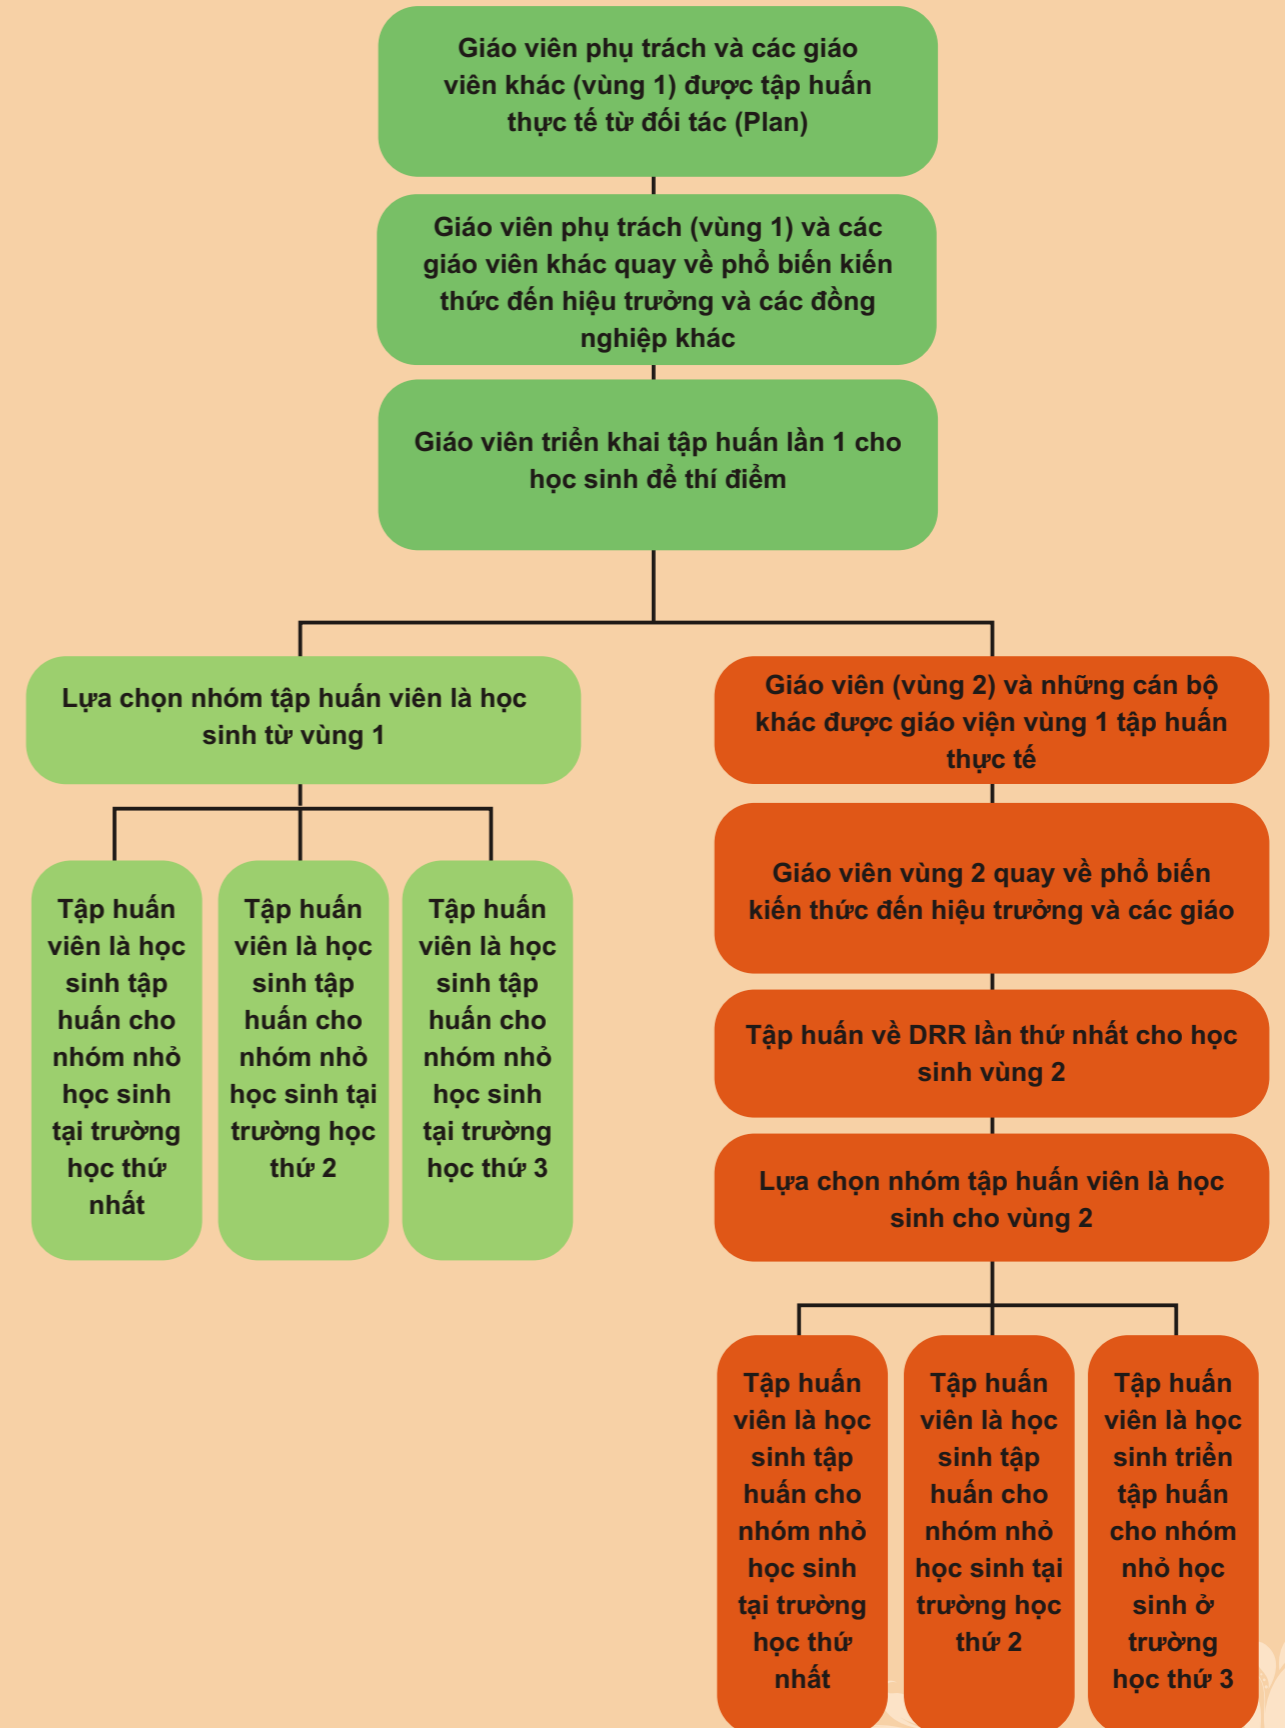 Giáo viên phụ trách và các giáo
viên khác (vùng 1) được tập huấn
thực tế từ đối tác (Plan)
Giáo viên phụ trách (vùng 1) và các
giáo viên khác quay về phổ biến kiến
thức đến hiệu trưởng và các đồng
nghiệp khác
Giáo viên triển khai tập huấn lần 1 cho
học sinh để thí điểm
Lựa chọn nhóm tập huấn viên là học
sinh từ vùng 1
Tập huấn
viên là học
sinh tập
huấn cho
nhóm nhỏ
học sinh
tại trường
học thứ
nhất
Tập huấn
viên là học
sinh tập
huấn cho
nhóm nhỏ
học sinh tại
trường học
thứ 2
Tập huấn
viên là học
sinh tập
huấn cho
nhóm nhỏ
học sinh
tại trường
học thứ 3
Giáo viên (vùng 2) và những cán bộ
khác được giáo viện vùng 1 tập huấn
thực tế
Giáo viên vùng 2 quay về phổ biến
kiến thức đến hiệu trưởng và các giáo
Tập huấn về DRR lần thứ nhất cho học
sinh vùng 2
Lựa chọn nhóm tập huấn viên là học
sinh cho vùng 2
Tập huấn
viên là học
sinh tập
huấn cho
nhóm nhỏ
học sinh
tại trường
học thứ
nhất
Tập huấn
viên là học
sinh tập
huấn cho
nhóm nhỏ
học sinh tại
trường học
thứ 2
Tập huấn
viên là học
sinh triển
tập huấn
cho nhóm
nhỏ học
sinh ở
trường
học thứ 3